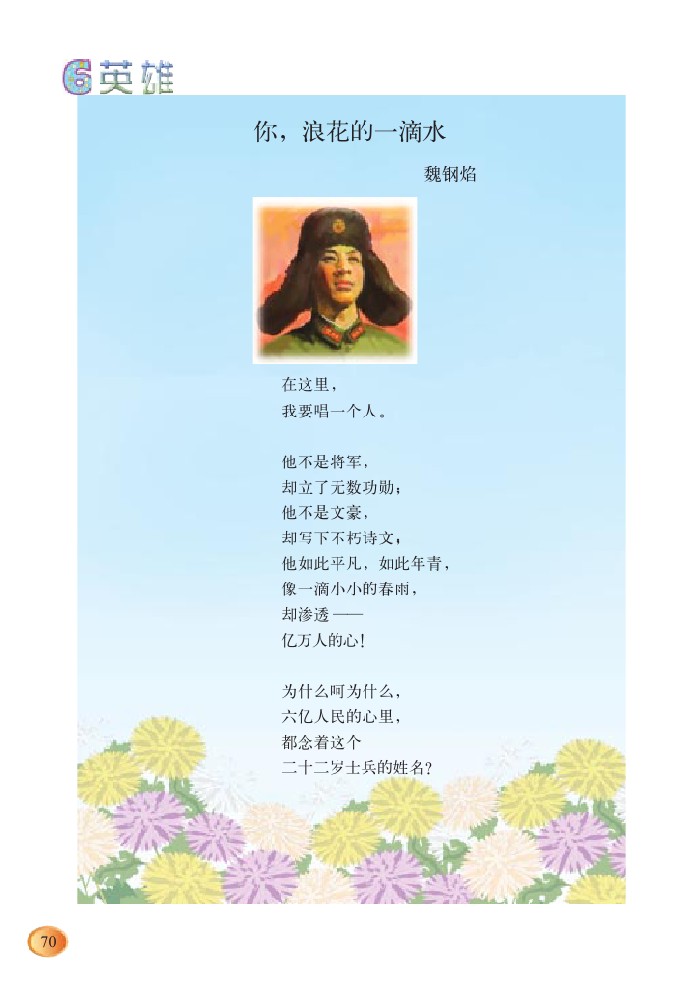 6 英雄
你，浪花的一滴水
魏钢焰
在这里，
我要唱一个人。
他不是将军，
却立了无数功勋；
他不是文豪，
却写下不朽诗文；
他如此平凡，如此年青，
像一滴小小的春雨，
却渗透——
亿万人的心！
为什么呵为什么，
六亿人民的心里，
都念着这个
二十二岁士兵的姓名？
70